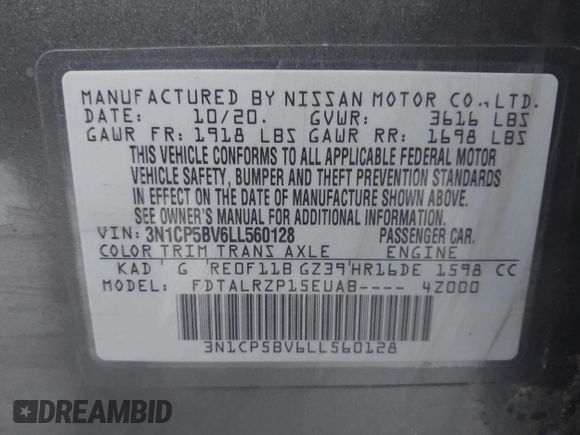 MANUFACTURED BY NISSAN MOTOR CO.,LTD.
DATE: 10/20. GVWR: 3616 LBS
GAWR FR: 1918 LBS GAWR RR: 1698 LBS
THIS VEHICLE CONFORMS TO ALL APPLICABLE FEDERAL MOTOR
VEHICLE SAFETY, BUMPER AND THEFT PREVENTION STANDARDS
IN EFFECT ON THE DATE OF MANUFACTURE SHOWN ABOVE.
SEE OWNER'S MANUAL FOR ADDITIONAL INFORMATION.
VIN: 3N1CP5BV6LL560128 PASSENGER CAR.
COLOR TRIM TRANS AXLE ENGINE
KAD G RE0F11B GZ39 HR16DE 1598 CC
MODEL: FDTALRZP15EUAB---- 4Z000
3N1CP5BV6LL560128
DREAMBID